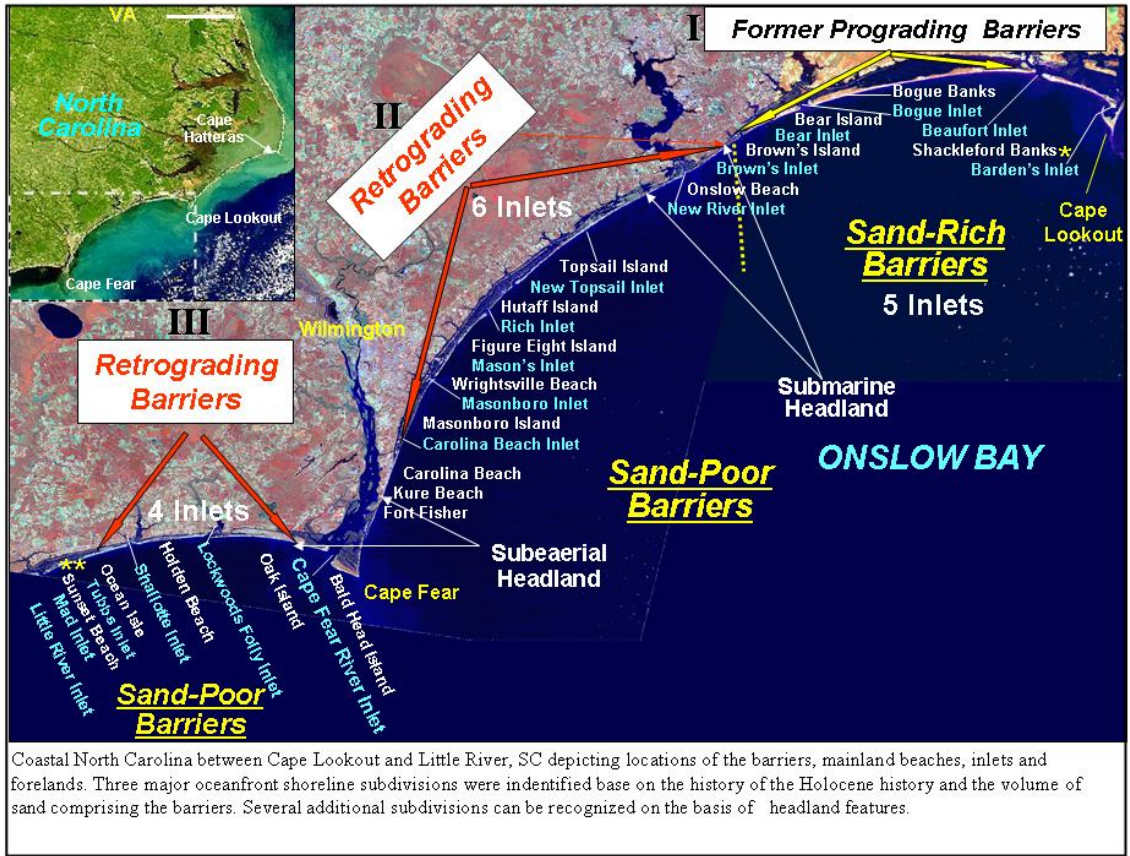 VA
North
Carolina
Cape
Hatteras
Cape Lookout
Cape Fear
I
Former Prograding Barriers
II
Retrograding
Barriers
6 Inlets
Bogue Banks
Bogue Inlet
Bear Island
Bear Inlet
Beaufort Inlet
Brown's Island
Shackleford Banks*
Brown's Inlet
Barden's Inlet
Onslow Beach
New River Inlet
Cape
Lookout
Sand-Rich
Barriers
5 Inlets
Topsail Island
New Topsail Inlet
Hutaff Island
Rich Inlet
Figure Eight Island
Mason's Inlet
Wrightsville Beach
Masonboro Inlet
Masonboro Island
Carolina Beach Inlet
Submarine
Headland
ONSLOW BAY
III
Wilmington
Retrograding
Barriers
Carolina Beach
Kure Beach
Fort Fisher
Sand-Poor
Barriers
4 Inlets
Subeaerial
Headland
Cape Fear
**
Little River Inlet
Mad Inlet
Sunset Beach
Tubbs Inlet
Ocean Isle
Shallotte Inlet
Holden Beach
Lockwoods Folly Inlet
Oak Island
Cape Fear River Inlet
Bald Head Island
Sand-Poor
Barriers
Coastal North Carolina between Cape Lookout and Little River, SC depicting locations of the barriers, mainland beaches, inlets and
forelands. Three major oceanfront shoreline subdivisions were indentified base on the history of the Holocene history and the volume of
sand comprising the barriers. Several additional subdivisions can be recognized on the basis of headland features.